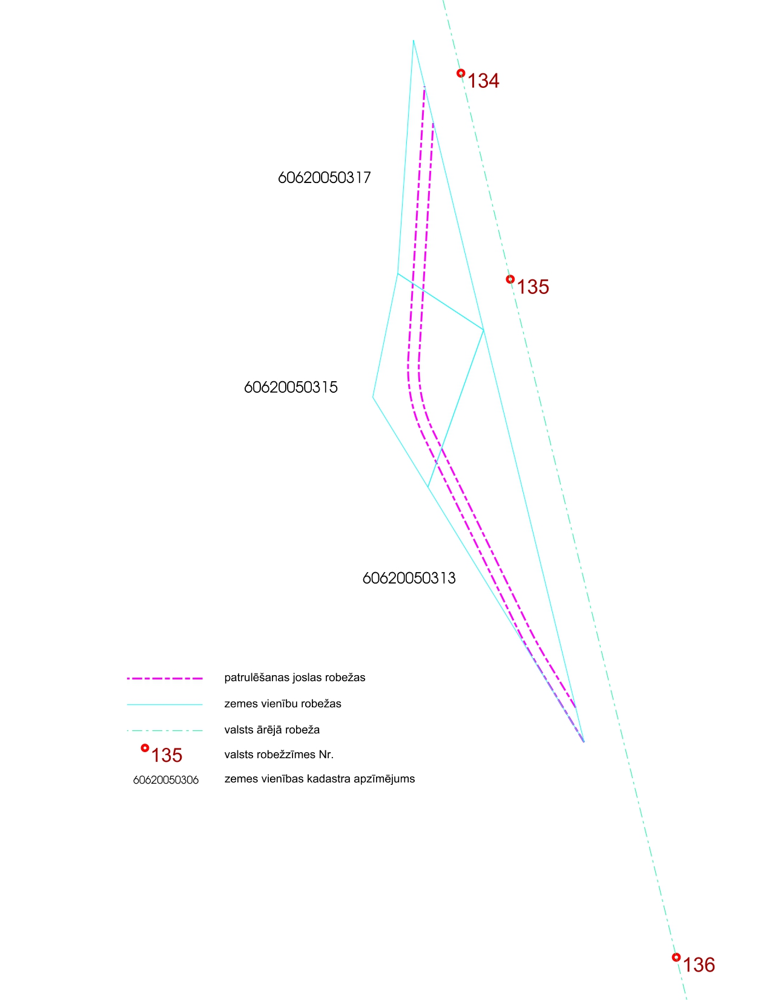 134
60620050317
135
60620050315
60620050313
patrulēšanas joslas robežas
zemes vienību robežas
valsts ārējā robeža
135 valsts robežzīmes Nr.
60620050306 zemes vienības kadastra apzīmējums
136